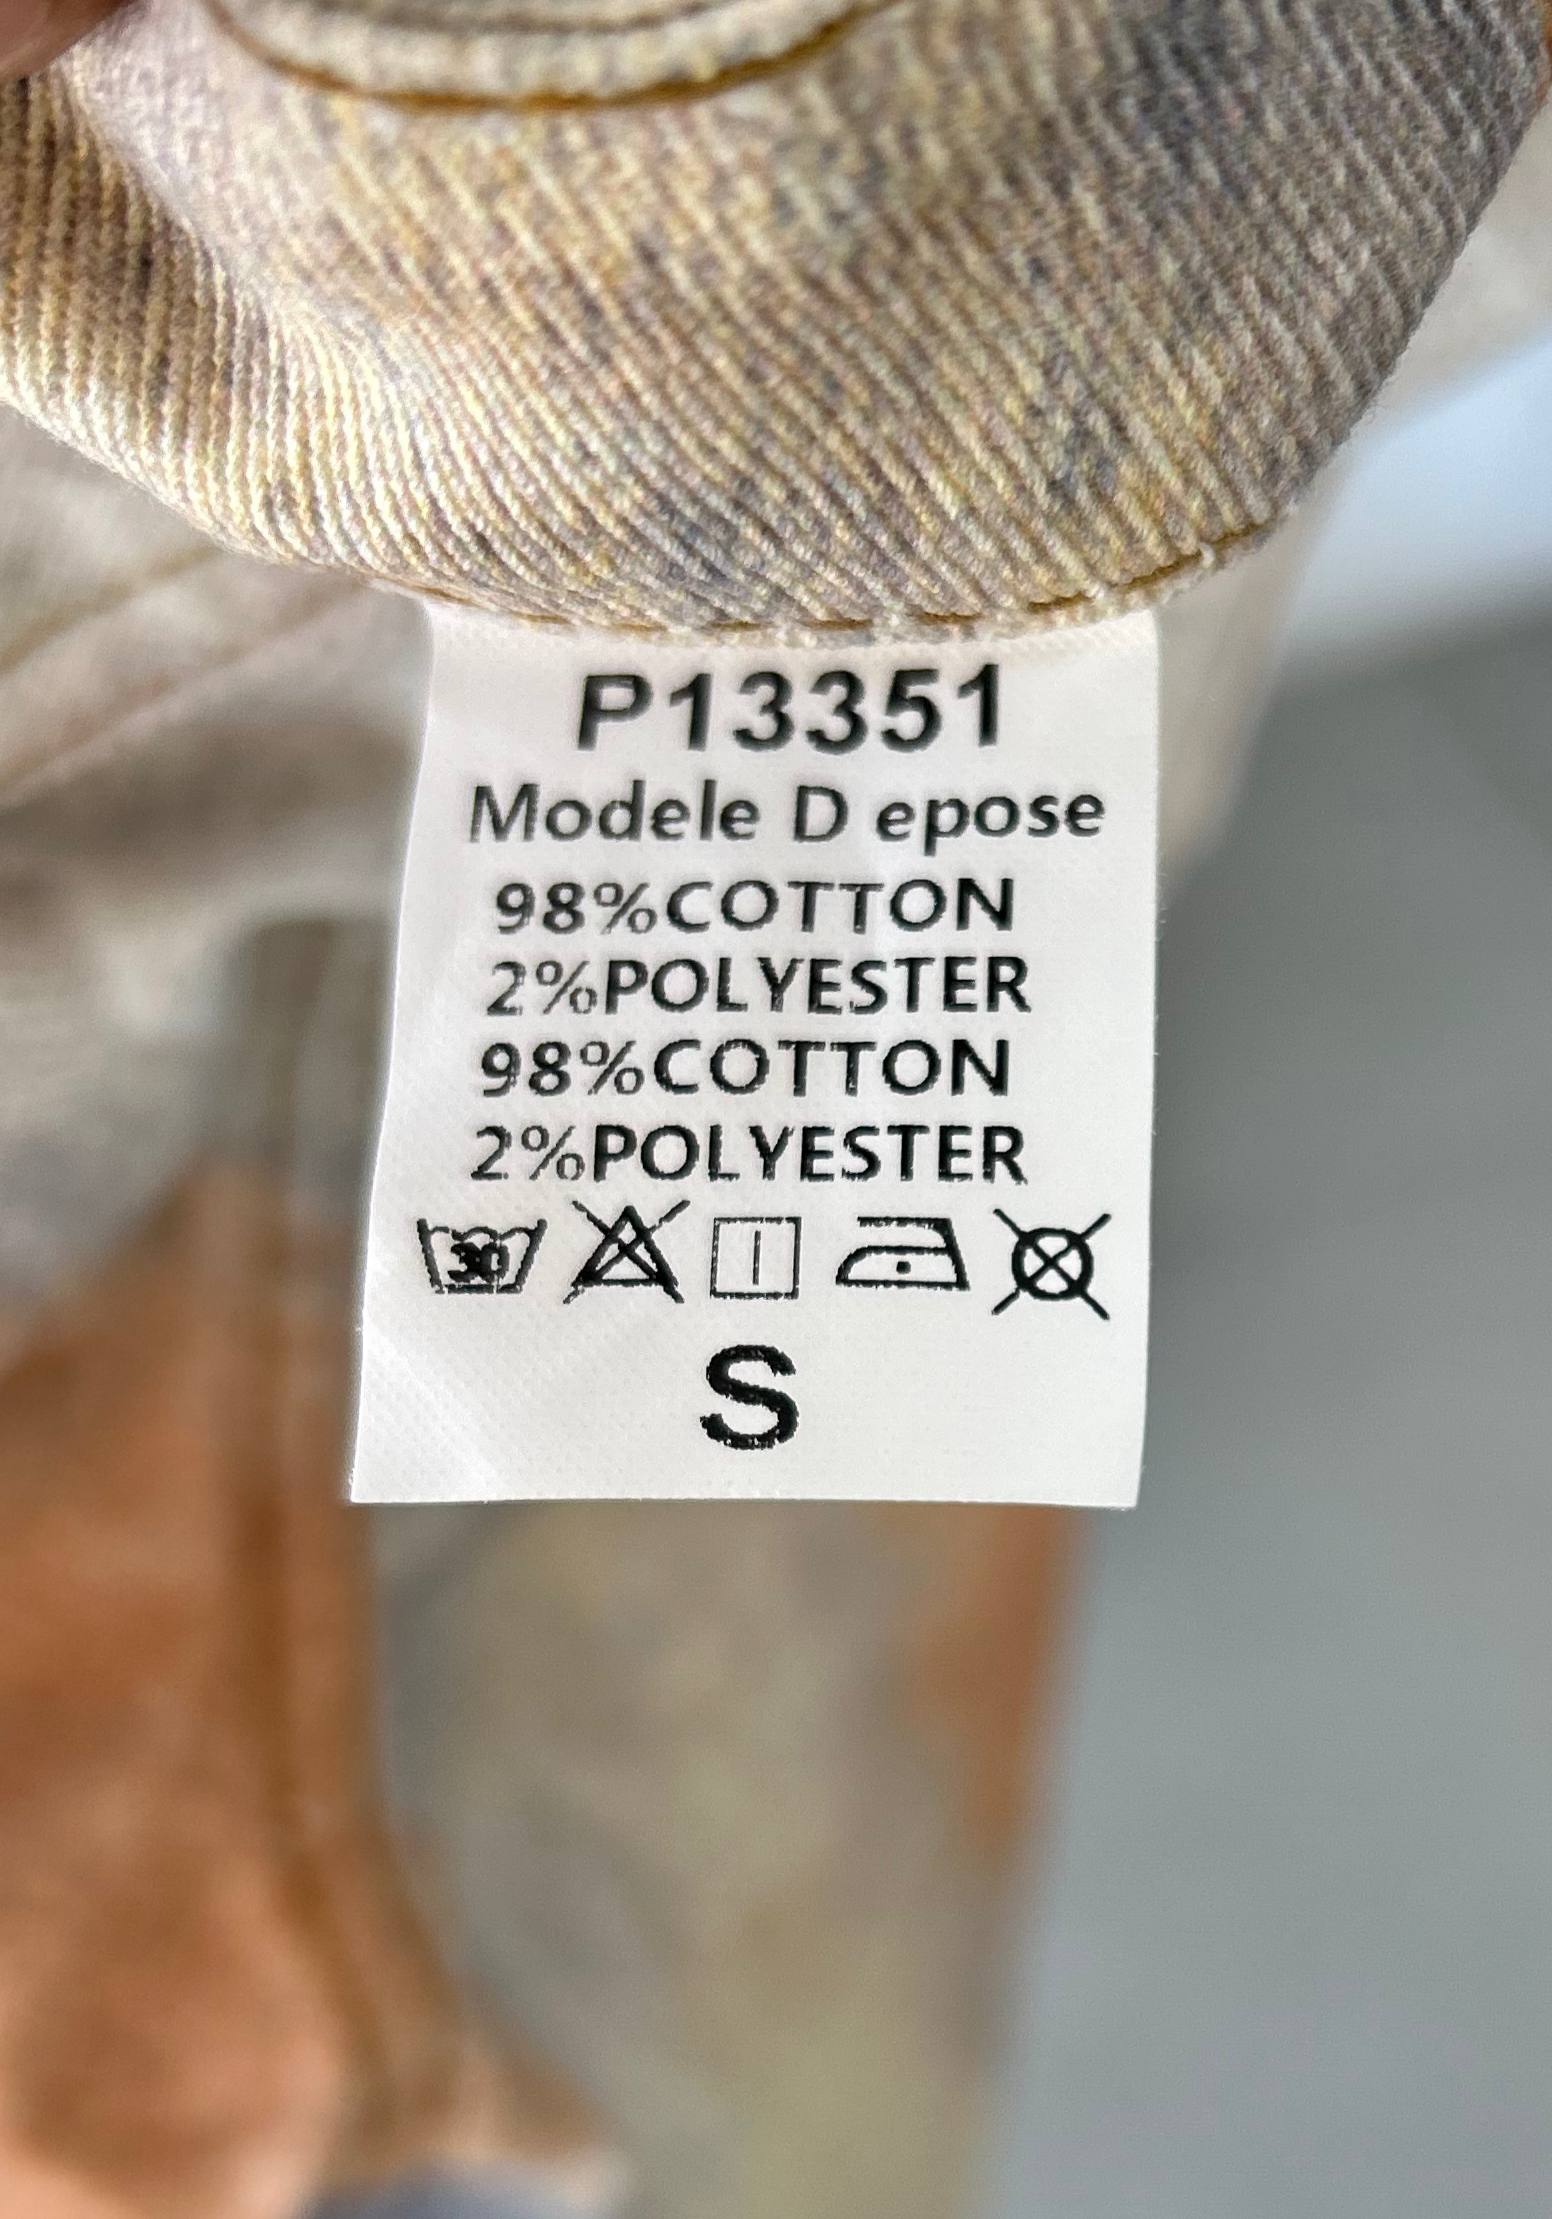 P13351
Modele D epose
98%COTTON
2%POLYESTER
98%COTTON
2%POLYESTER
30
S